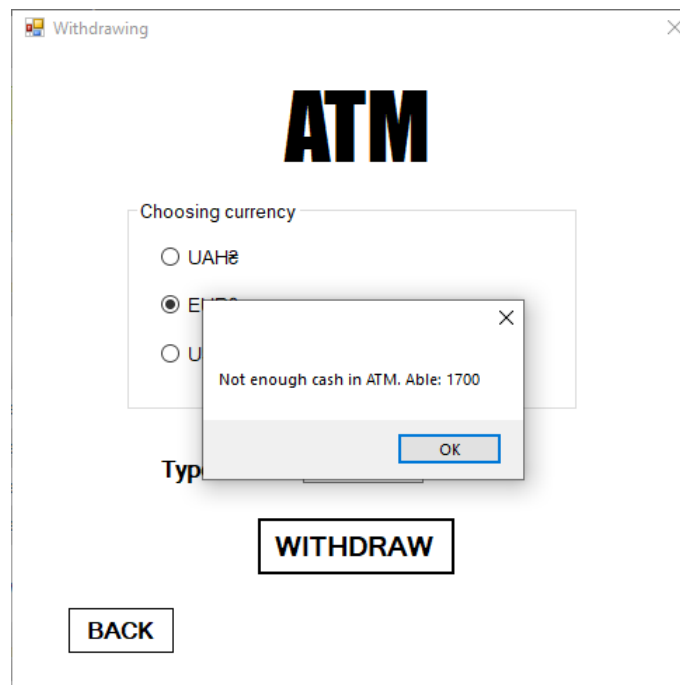 Withdrawing
ATM
Choosing currency
UAH₴
Not enough cash in ATM. Able: 1700
OK
WITHDRAW
BACK